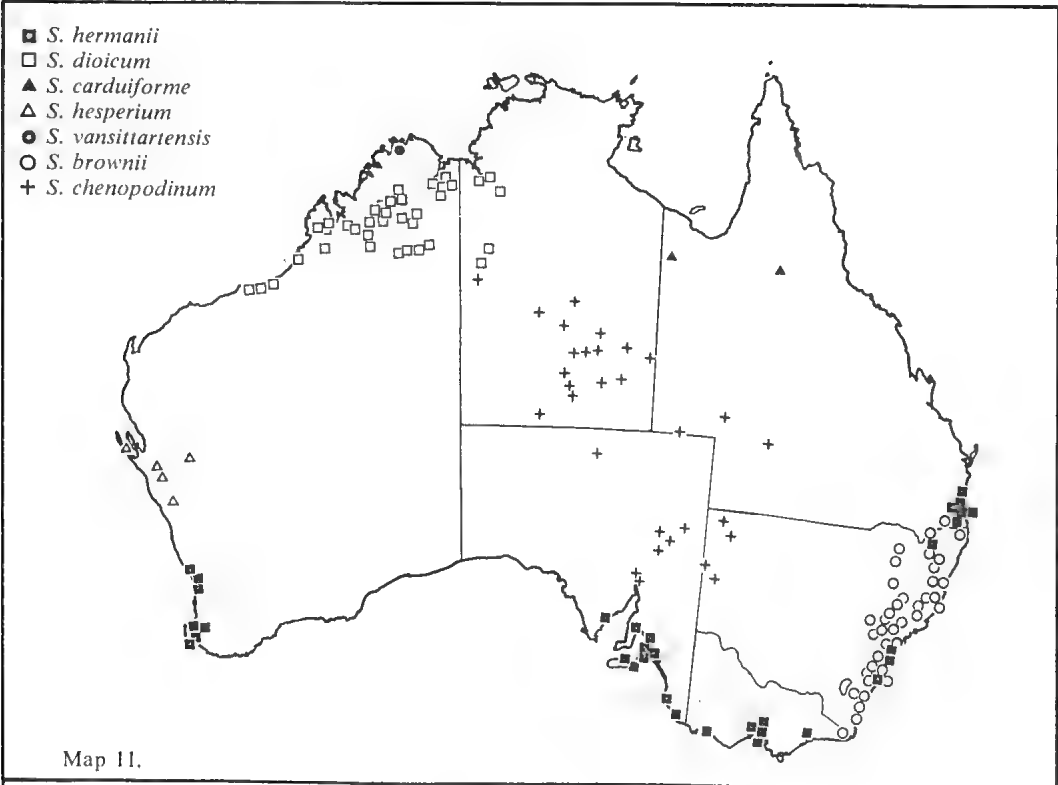 S. hermanii
S. dioicum
S. carduiforme
S. hesperium
S. vansittartensis
S. brownii
S. chenopodinum
Map 11.